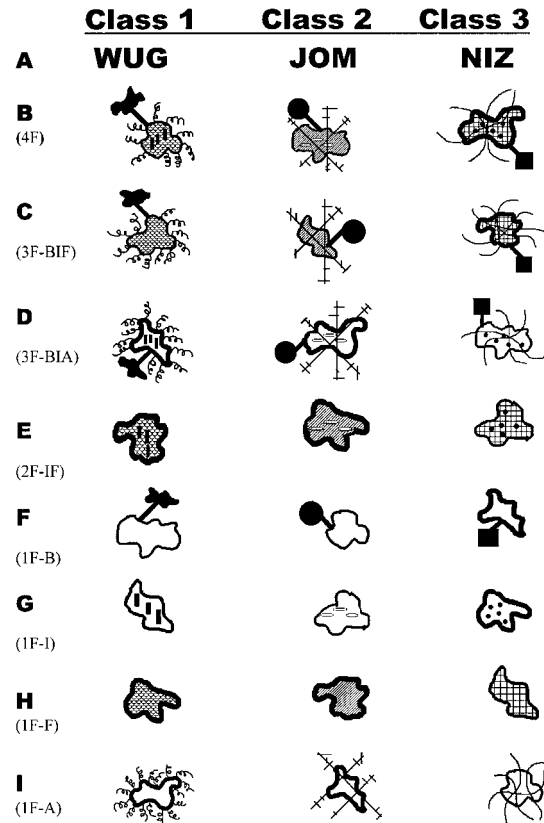 Class 1 Class 2 Class 3
A WUG JOM NIZ
B
(4F)
C
(3F-BIF)
D
(3F-BIA)
E
(2F-IF)
F
(1F-B)
G
(1F-I)
H
(1F-F)
I
(1F-A)